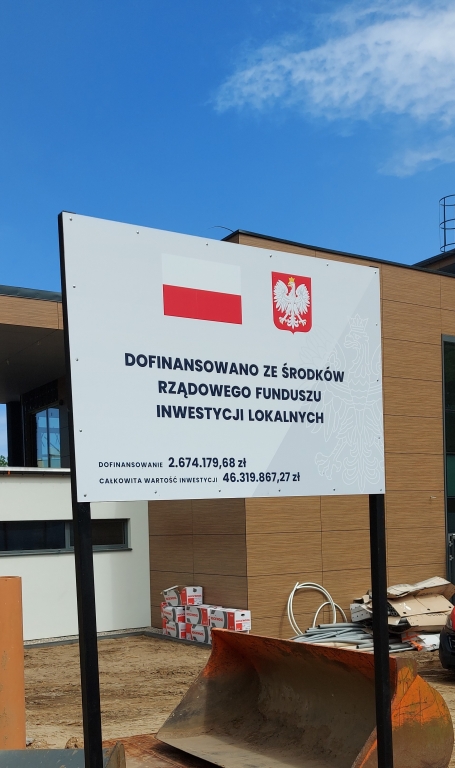 DOFINANSOWANO ZE ŚRODKÓW
RZĄDOWEGO FUNDUSZU
INWESTYCJI LOKALNYCH
DOFINANSOWANIE 2.674.179,68 zł
CAŁKOWITA WARTOŚĆ INWESTYCJI 46.319.867,27 zł